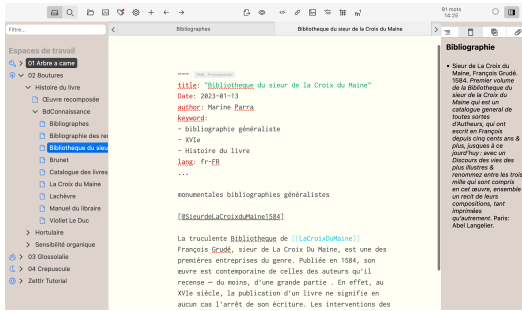 91 mots
14:25
Filtre...
Bibliographies
Bibliotheque du sieur de la Croix du Maine
Espaces de travail
01 Arbre a came
02 Boutures
Histoire du livre
Œuvre recomposée
BdConnaissance
Bibliographies
Bibliographie des rec
Bibliotheque du sieu
Brunet
Catalogue des livres
La Croix du Maine
Lachèvre
Manuel du libraire
Viollet Le Duc
Hortulaire
Sensibilité organique
03 Glossolalie
04 Crepuscule
Zettlr Tutorial
---
title: "Bibliotheque du sieur de la Croix du Maine"
Date: 2023-01-13
author: Marine Parra
keyword:
- bibliographie généraliste
- XVIe
- Histoire du livre
lang: fr-FR
...
monumentales bibliographies généralistes
[@SieurdeLaCroixduMaine1584]
La truculente Bibliotheque de [[LaCroixDuMaine]]
François Grudé, sieur de La Croix Du Maine, est une des
premières entreprises du genre. Publiée en 1584, son
œuvre est contemporaine de celles des auteurs qu'il
recense — du moins, d'une grande partie . En effet, au
XVIe siècle, la publication d'un livre ne signifie en
aucun cas l'arrêt de son écriture. Les interventions des
Bibliographie
• Sieur de La Croix du
Maine, François Grudé.
1584. Premier volume
de la Bibliotheque du
sieur de la Croix du
Maine qui est un
catalogue general de
toutes sortes
d'Autheurs, qui ont
escrit en François
depuis cinq cents ans &
plus, jusques à ce
jourd'huy : avec un
Discours des vies des
plus illustres &
renommez entre les trois
mille qui sont compris
en cet œuvre, ensemble
un recit de leurs
compositions, tant
imprimées
qu'autrement. Paris:
Abel Langelier.